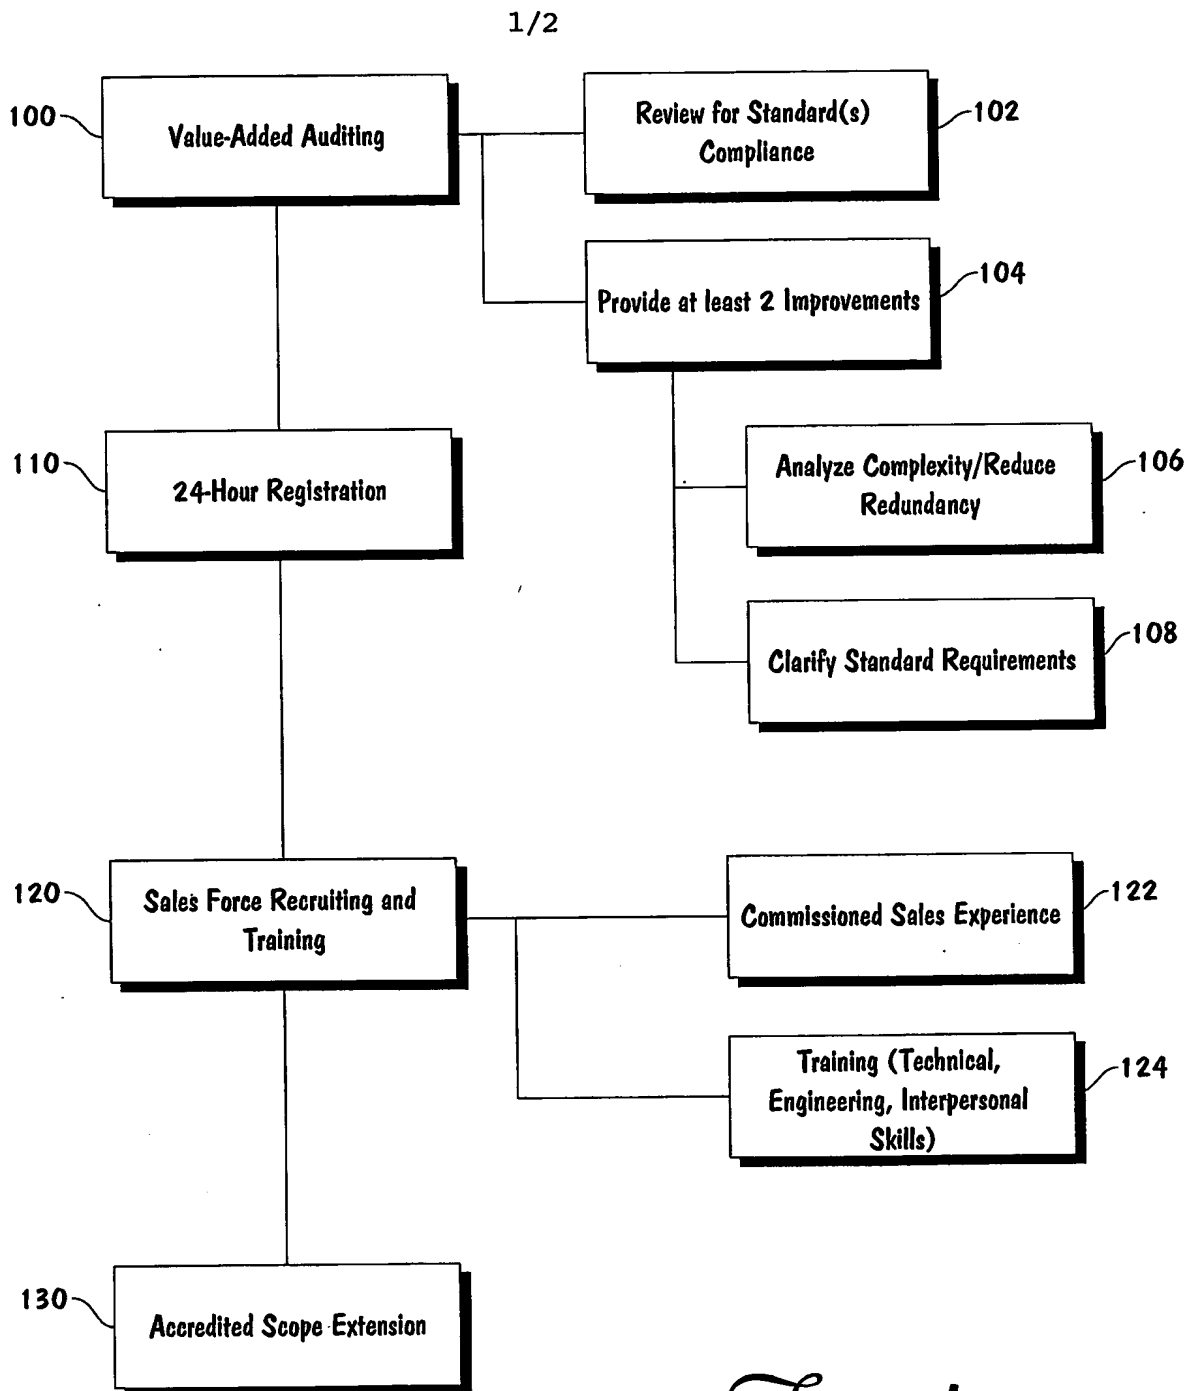 1/2
100
Value-Added Auditing
Review for Standard(s)
Compliance
102
Provide at least 2 Improvements
104
110
24-Hour Registration
Analyze Complexity/Reduce
Redundancy
106
Clarify Standard Requirements
108
120
Sales Force Recruiting and
Training
Commissioned Sales Experience
122
Training (Technical,
Engineering, Interpersonal
Skills)
124
130
Accredited Scope Extension